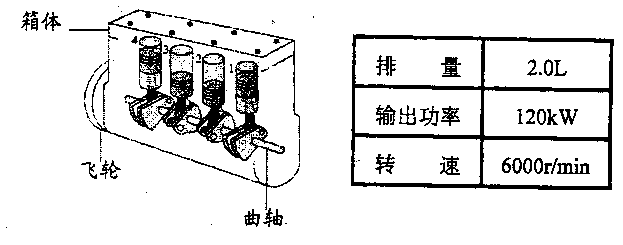 箱体
4
3
2
1
飞轮
曲轴
排 量 2.0L
输出功率 120kW
转 速 6000r/min